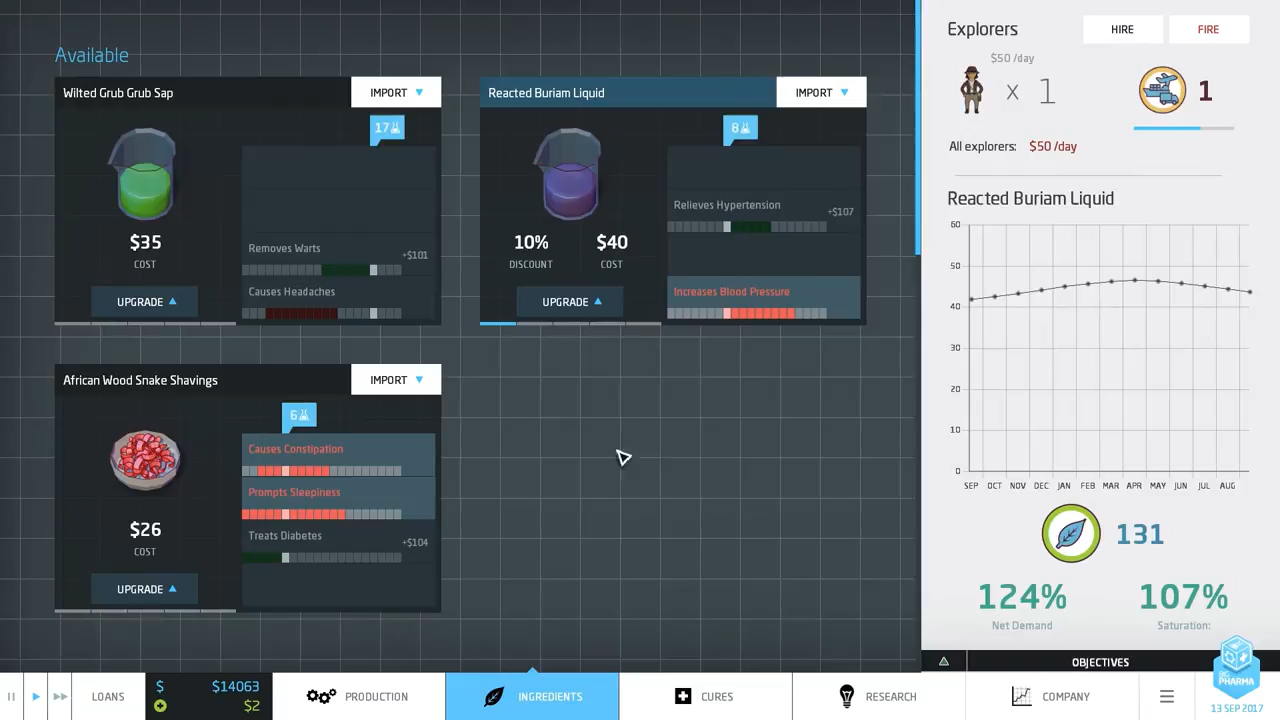 Available
Wilted Grub Grub Sap
IMPORT
17
$35
COST
UPGRADE
Removes Warts
+$101
Causes Headaches
Reacted Buriam Liquid
IMPORT
8
10%
DISCOUNT
$40
COST
UPGRADE
Relieves Hypertension
+$107
Increases Blood Pressure
African Wood Snake Shavings
IMPORT
6
$26
COST
UPGRADE
Causes Constipation
Prompts Sleepiness
Treats Diabetes
+$104
Explorers
HIRE
FIRE
$50 /day
X 1
1
All explorers: $50 /day
Reacted Buriam Liquid
60
50
40
30
20
10
0
SEP OCT NOV DEC JAN FEB MAR APR MAY JUN JUL AUG
131
124%
Net Demand
107%
Saturation:
OBJECTIVES
LOANS
$ $14063
$2
PRODUCTION
INGREDIENTS
CURES
RESEARCH
COMPANY
BIG
PHARMA
13 SEP 2017